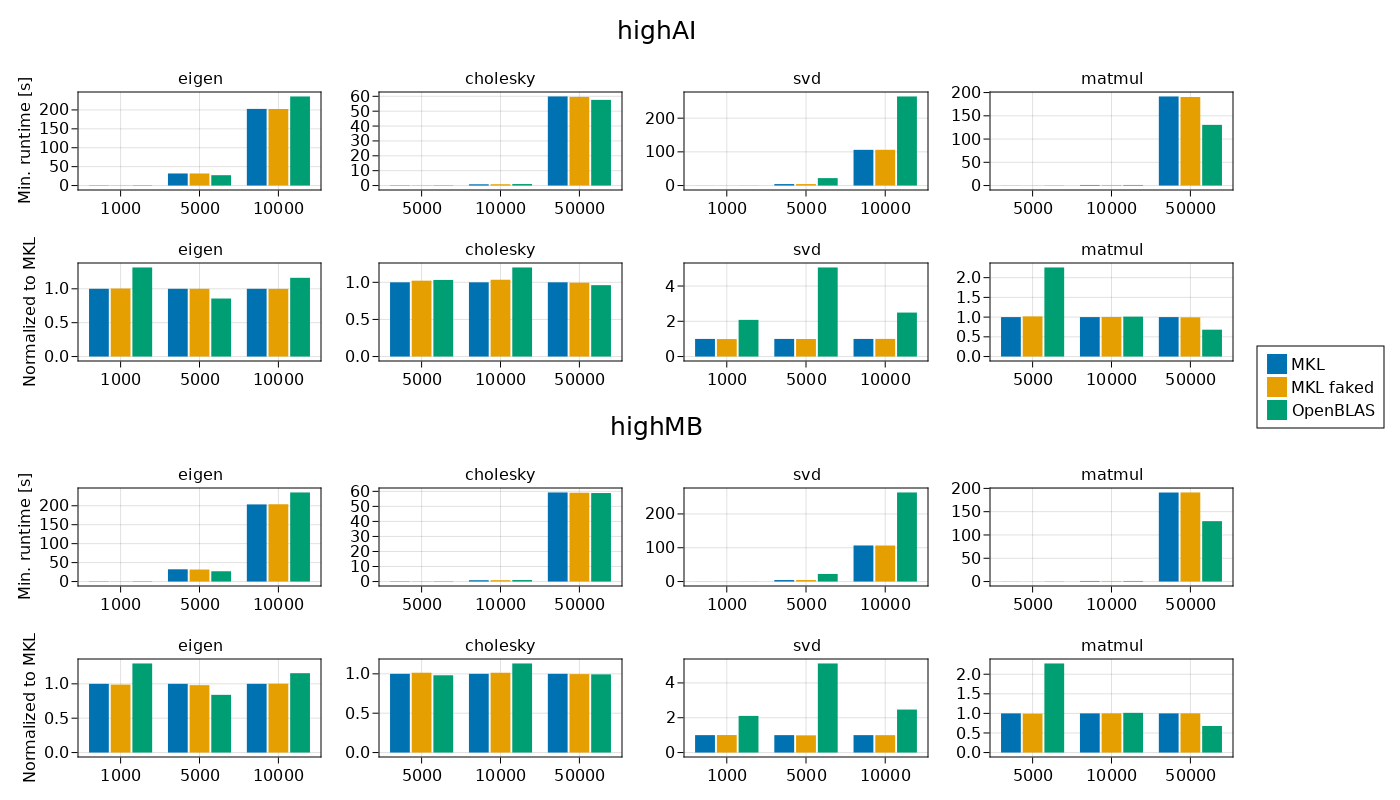 highAI
eigen cholesky svd matmul
Min. runtime [s]
200 150 100 50 0
60 50 40 30 20 10 0
200 100 0
200 150 100 50 0
1000 5000 10000 5000 10000 50000 1000 5000 10000 5000 10000 50000
eigen cholesky svd matmul
Normalized to MKL
1.0 0.5 0.0
1.0 0.5 0.0
4 2 0
2.0 1.5 1.0 0.5 0.0
1000 5000 10000 5000 10000 50000 1000 5000 10000 5000 10000 50000
MKL
MKL faked
OpenBLAS
highMB
eigen cholesky svd matmul
Min. runtime [s]
200 150 100 50 0
60 50 40 30 20 10 0
200 100 0
200 150 100 50 0
1000 5000 10000 5000 10000 50000 1000 5000 10000 5000 10000 50000
eigen cholesky svd matmul
Normalized to MKL
1.0 0.5 0.0
1.0 0.5 0.0
4 2 0
2.0 1.5 1.0 0.5 0.0
1000 5000 10000 5000 10000 50000 1000 5000 10000 5000 10000 50000